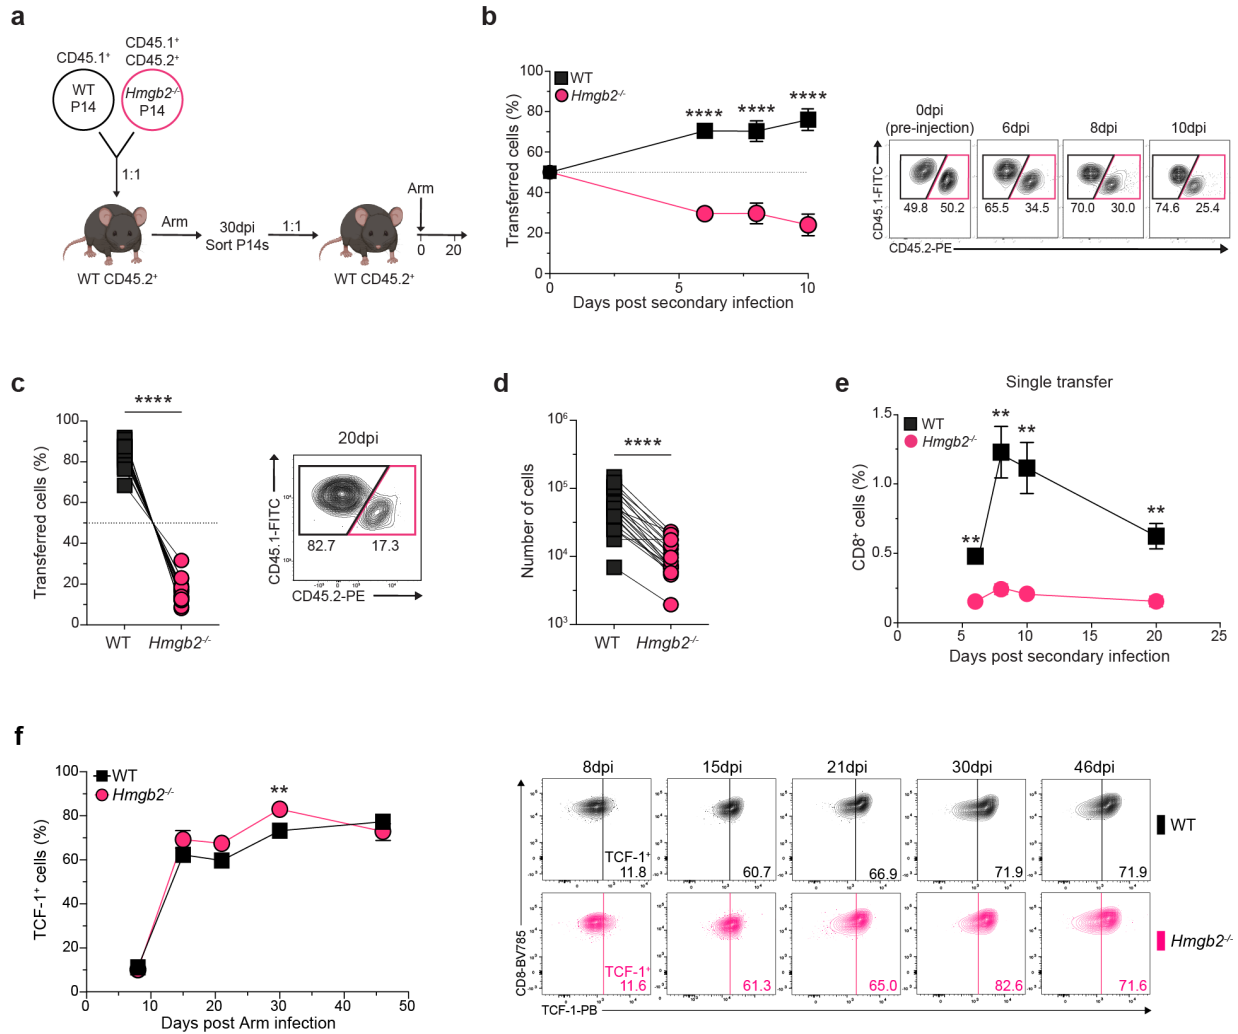 a
CD45.1⁺
CD45.1⁺
CD45.2⁺
WT
P14
Hmgb2⁻/⁻
P14
1:1
Arm
30dpi
Sort P14s
1:1
Arm
0
20
WT CD45.2⁺
WT CD45.2⁺
b
WT
Hmgb2⁻/⁻
****
****
****
Transferred cells (%)
100
80
60
40
20
0
0
5
10
Days post secondary infection
0dpi
(pre-injection)
6dpi
8dpi
10dpi
CD45.1-FITC
49.8
50.2
65.5
34.5
70.0
30.0
74.6
25.4
CD45.2-PE
c
****
Transferred cells (%)
100
80
60
40
20
0
WT
Hmgb2⁻/⁻
20dpi
CD45.1-FITC
82.7
17.3
CD45.2-PE
d
****
Number of cells
10⁶
10⁵
10⁴
10³
WT
Hmgb2⁻/⁻
e
Single transfer
WT
Hmgb2⁻/⁻
**
**
**
**
CD8⁺ cells (%)
1.5
1.0
0.5
0
0
5
10
15
20
25
Days post secondary infection
f
WT
Hmgb2⁻/⁻
**
TCF-1⁺ cells (%)
100
80
60
40
20
0
0
10
20
30
40
50
Days post Arm infection
8dpi
15dpi
21dpi
30dpi
46dpi
TCF-1⁺
11.8
60.7
66.9
71.9
71.9
WT
TCF-1⁺
11.6
61.3
65.0
82.6
71.6
Hmgb2⁻/⁻
CD8-BV785
TCF-1-PB